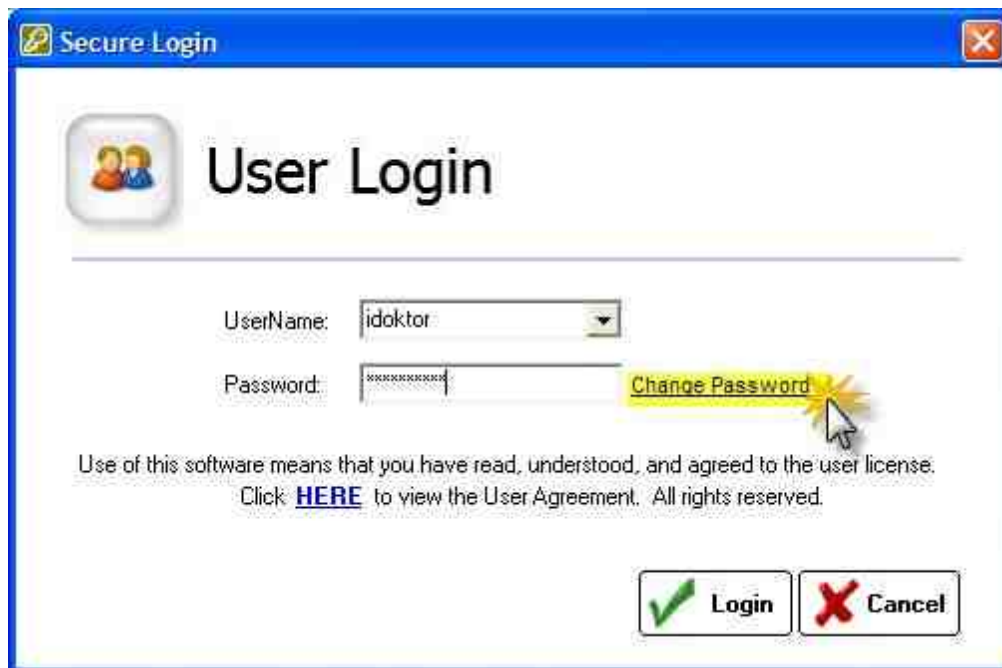 Secure Login
User Login
UserName: idoktor
Password: ********** Change Password
Use of this software means that you have read, understood, and agreed to the user license.
Click HERE to view the User Agreement. All rights reserved.
Login Cancel